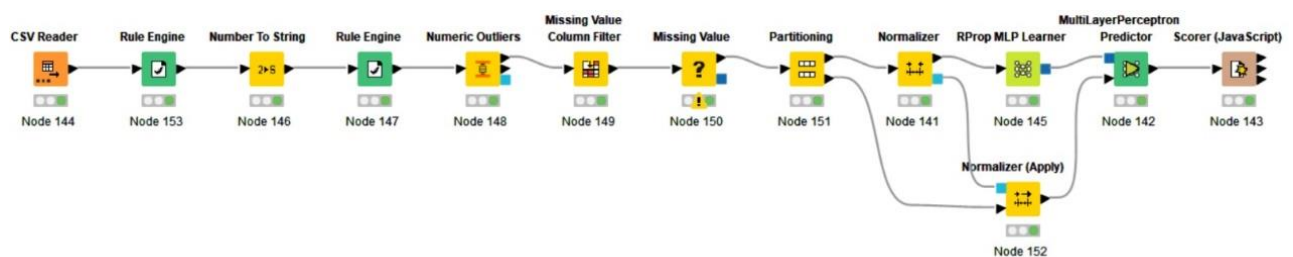 Missing Value MultiLayerPerceptron
CSV Reader Rule Engine Number To String Rule Engine Numeric Outliers Column Filter Missing Value Partitioning Normalizer RProp MLP Learner Predictor Scorer (JavaScript)
2▸S ?
Node 144 Node 153 Node 146 Node 147 Node 148 Node 149 Node 150 Node 151 Node 141 Node 145 Node 142 Node 143
Normalizer (Apply)
Node 152